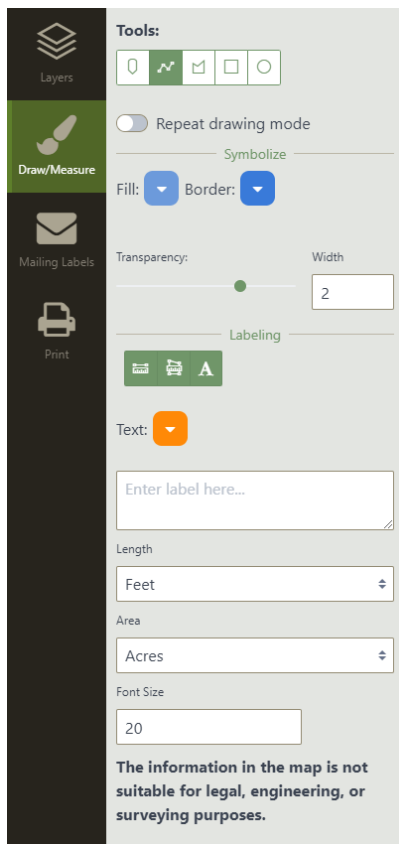 Layers
Draw/Measure
Mailing Labels
Print
Tools:
Repeat drawing mode
Symbolize
Fill: Border:
Transparency: Width
2
Labeling
A
Text:
Enter label here...
Length
Feet
Area
Acres
Font Size
20
The information in the map is not
suitable for legal, engineering, or
surveying purposes.